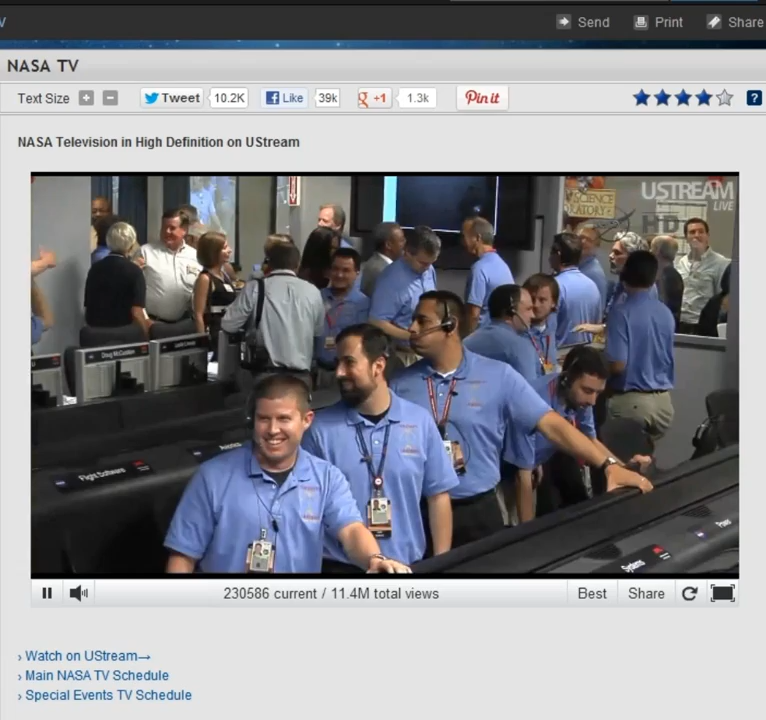 V
Send Print Share
NASA TV
Text Size + - Tweet 10.2K Like 39k +1 1.3k Pin it ?
NASA Television in High Definition on UStream
USTREAM
LIVE
HD
SCIENCE
Flight Software
Systems
Power
230586 current / 11.4M total views Best Share
› Watch on UStream→
› Main NASA TV Schedule
› Special Events TV Schedule